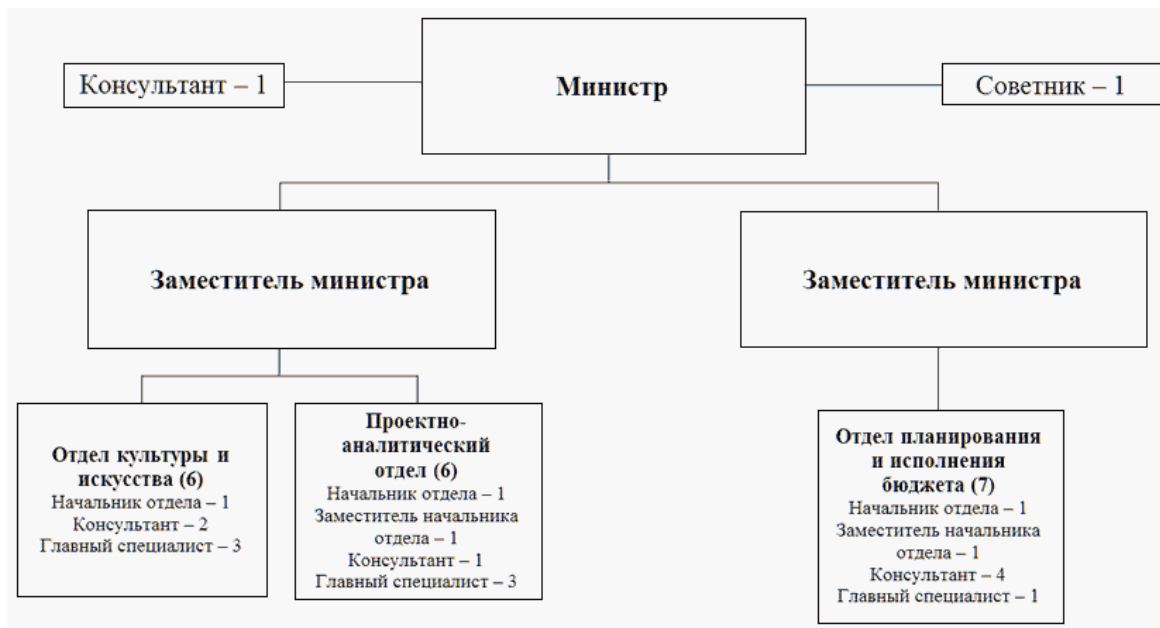 Министр
Консультант – 1
Советник – 1
Заместитель министра
Заместитель министра
Отдел культуры и
искусства (6)
Начальник отдела – 1
Консультант – 2
Главный специалист – 3
Проектно-
аналитический
отдел (6)
Начальник отдела – 1
Заместитель начальника
отдела – 1
Консультант – 1
Главный специалист – 3
Отдел планирования
и исполнения
бюджета (7)
Начальник отдела – 1
Заместитель начальника
отдела – 1
Консультант – 4
Главный специалист – 1